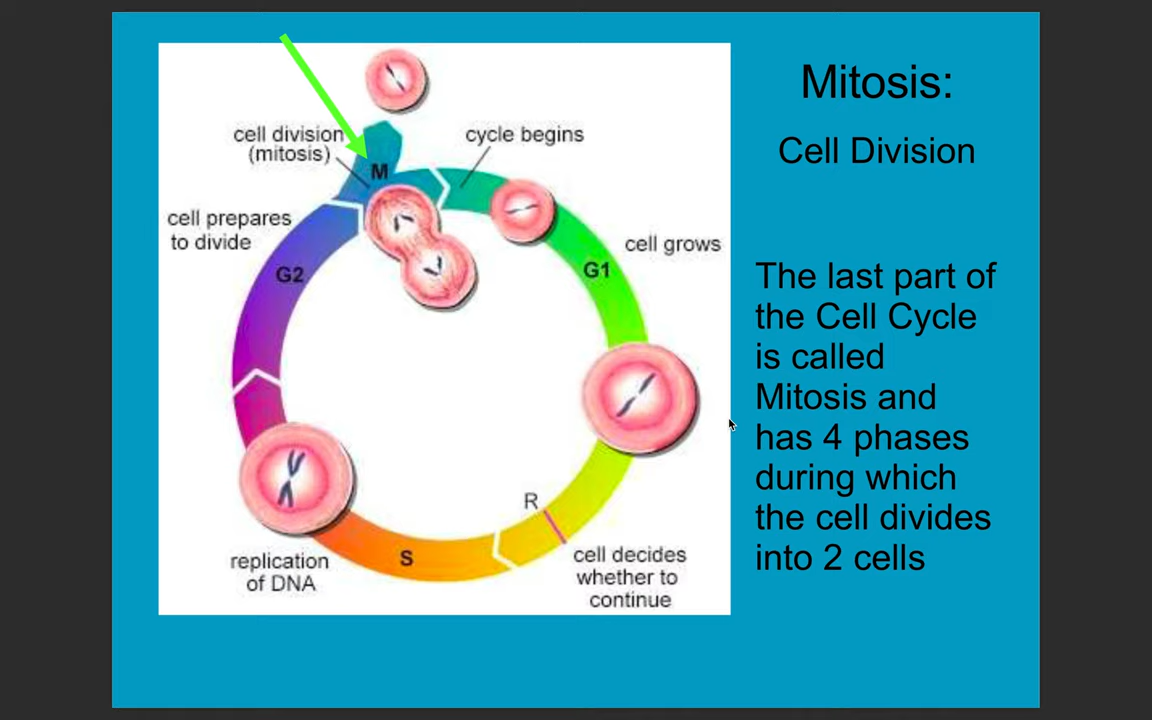 Mitosis:
Cell Division
The last part of
the Cell Cycle
is called
Mitosis and
has 4 phases
during which
the cell divides
into 2 cells
cell division
(mitosis)
cycle begins
M
cell prepares
to divide
cell grows
G2
G1
R
S
cell decides
whether to
continue
replication
of DNA